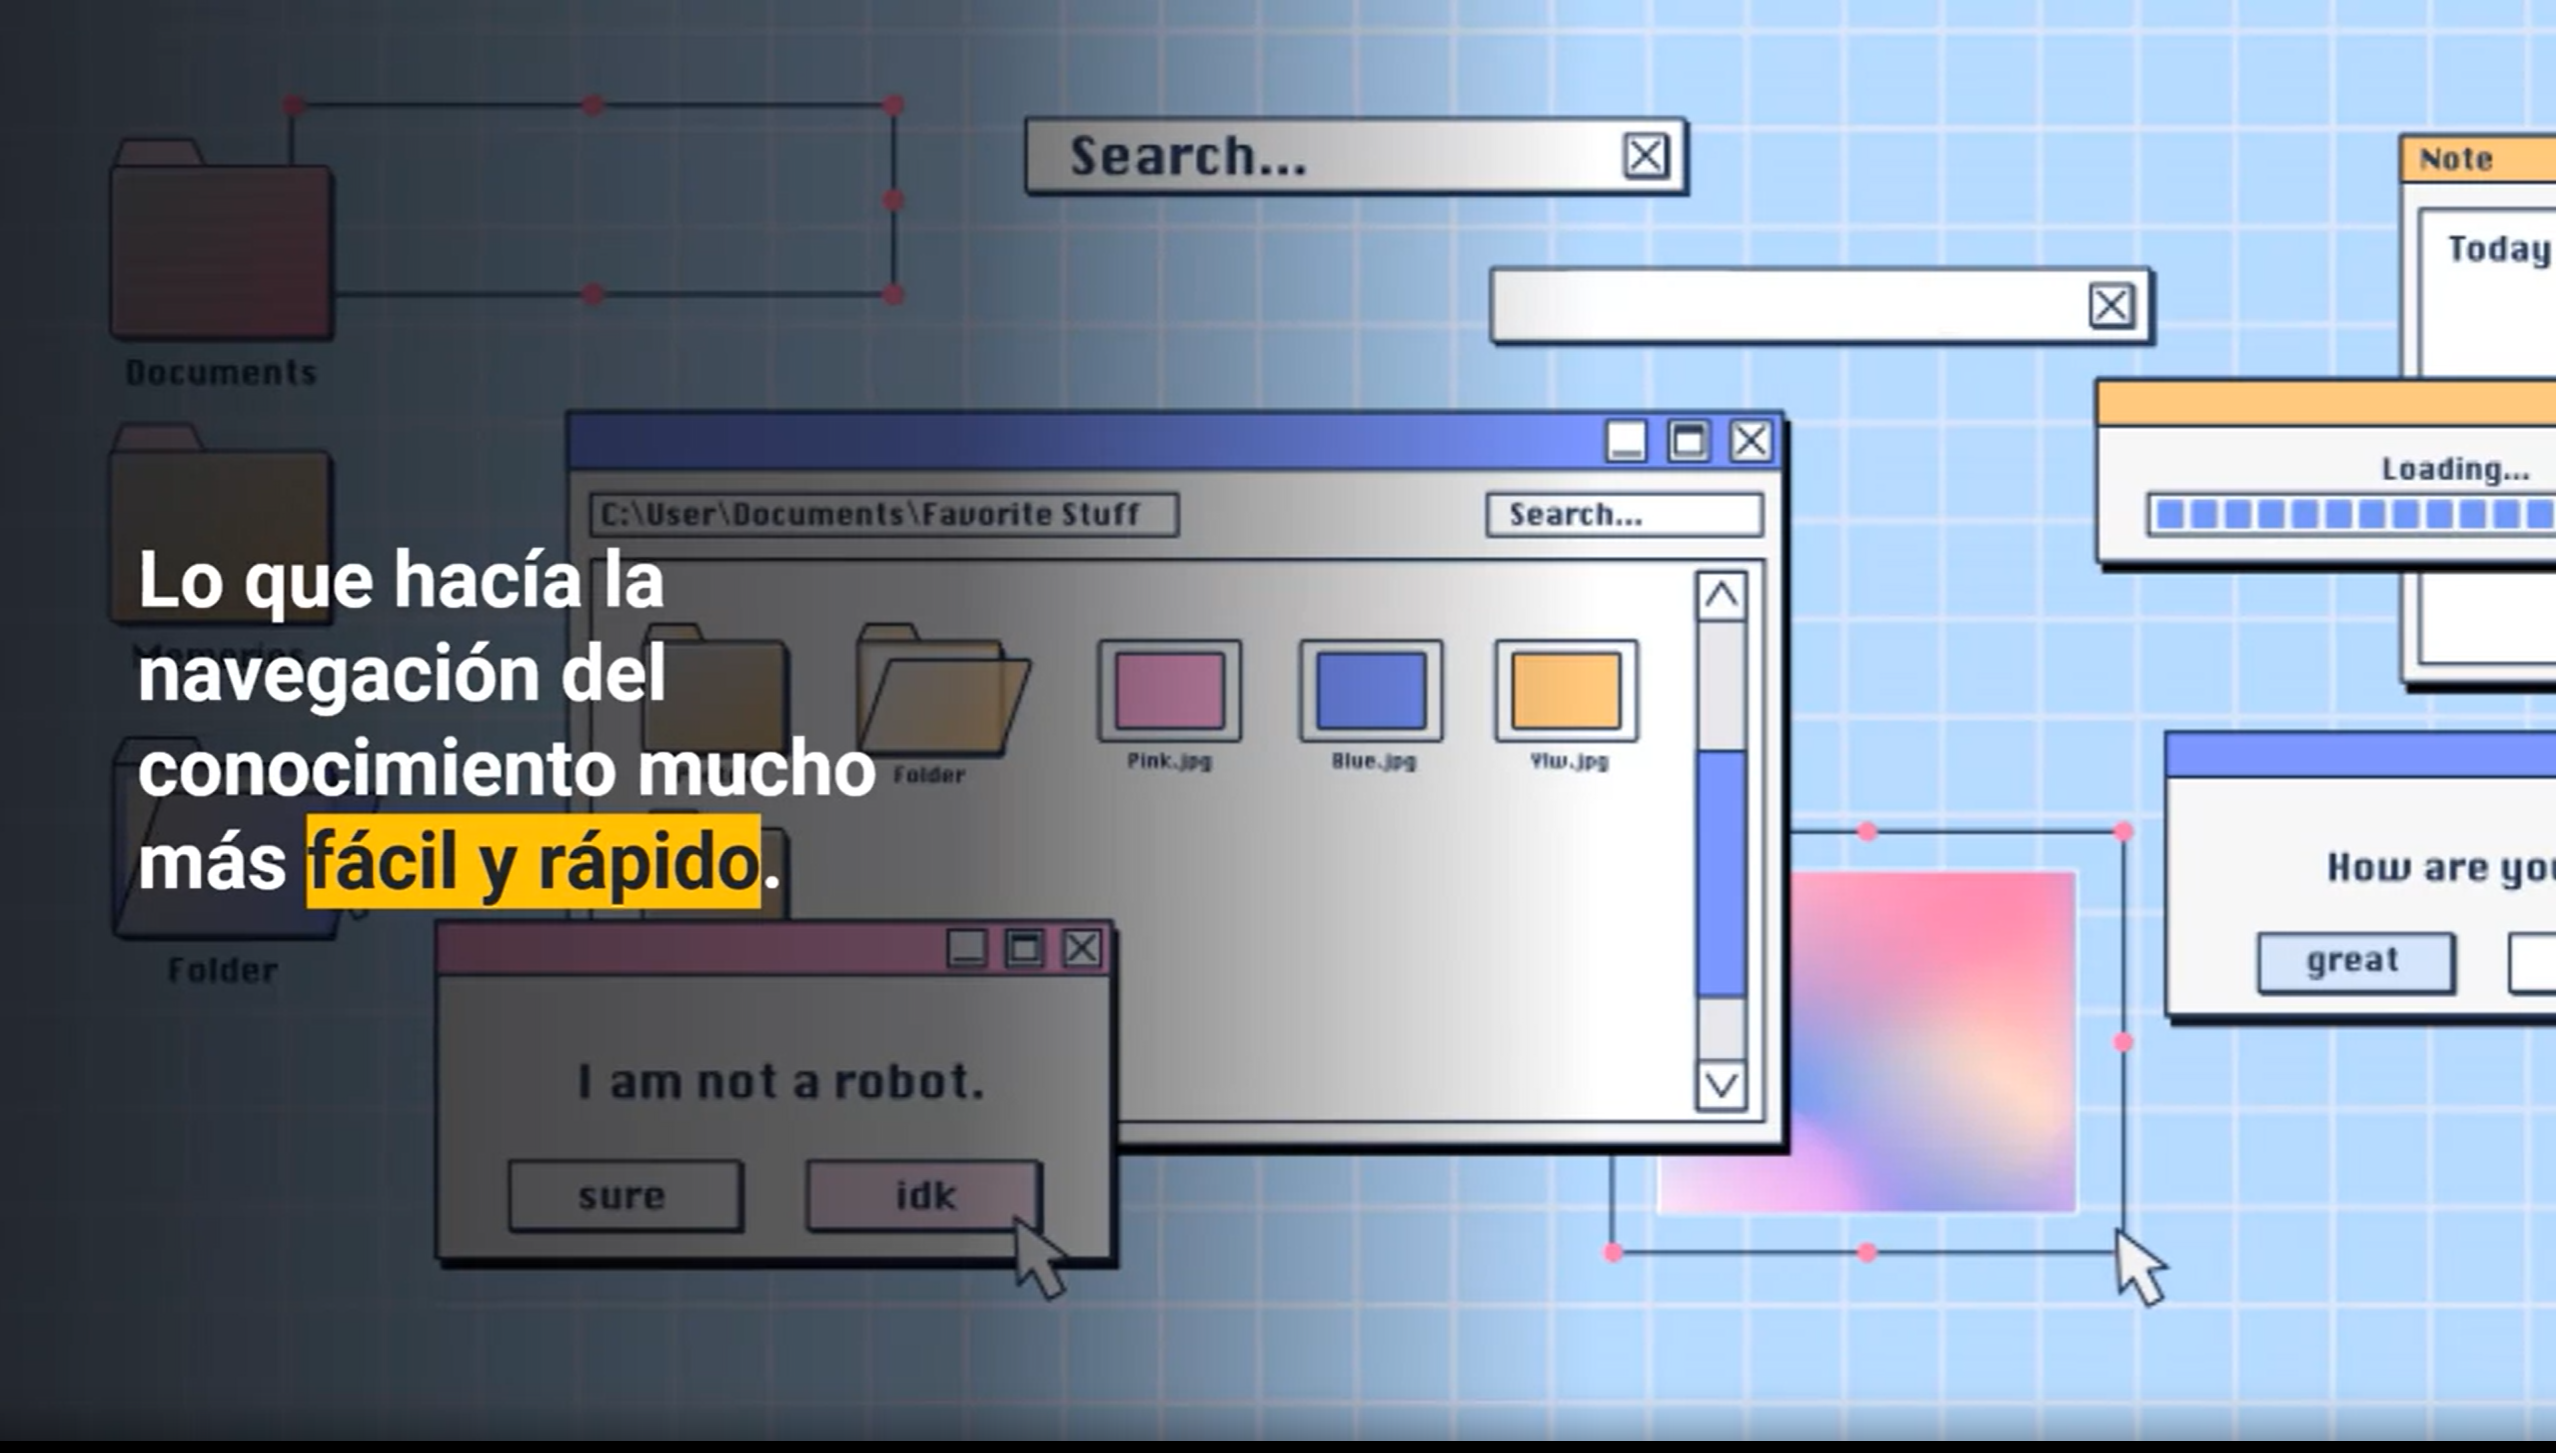 Search...
Note
Today
Documents
Loading...
C:\User\Documents\Favorite Stuff
Search...
Lo que hacía la
navegación del
conocimiento mucho
más fácil y rápido.
Memories
Folder
Pink.jpg
Blue.jpg
Ylw.jpg
Folder
How are you
great
I am not a robot.
sure
idk